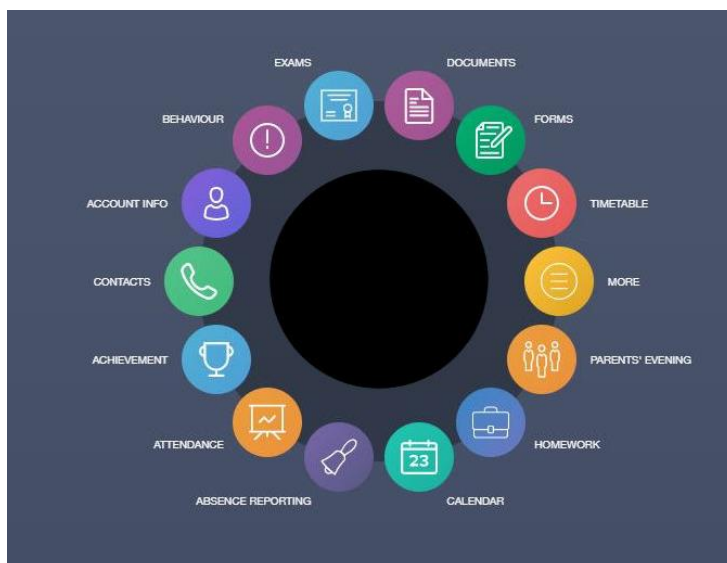 EXAMS
DOCUMENTS
BEHAVIOUR
FORMS
ACCOUNT INFO
TIMETABLE
CONTACTS
MORE
ACHIEVEMENT
PARENTS' EVENING
ATTENDANCE
HOMEWORK
23
ABSENCE REPORTING
CALENDAR